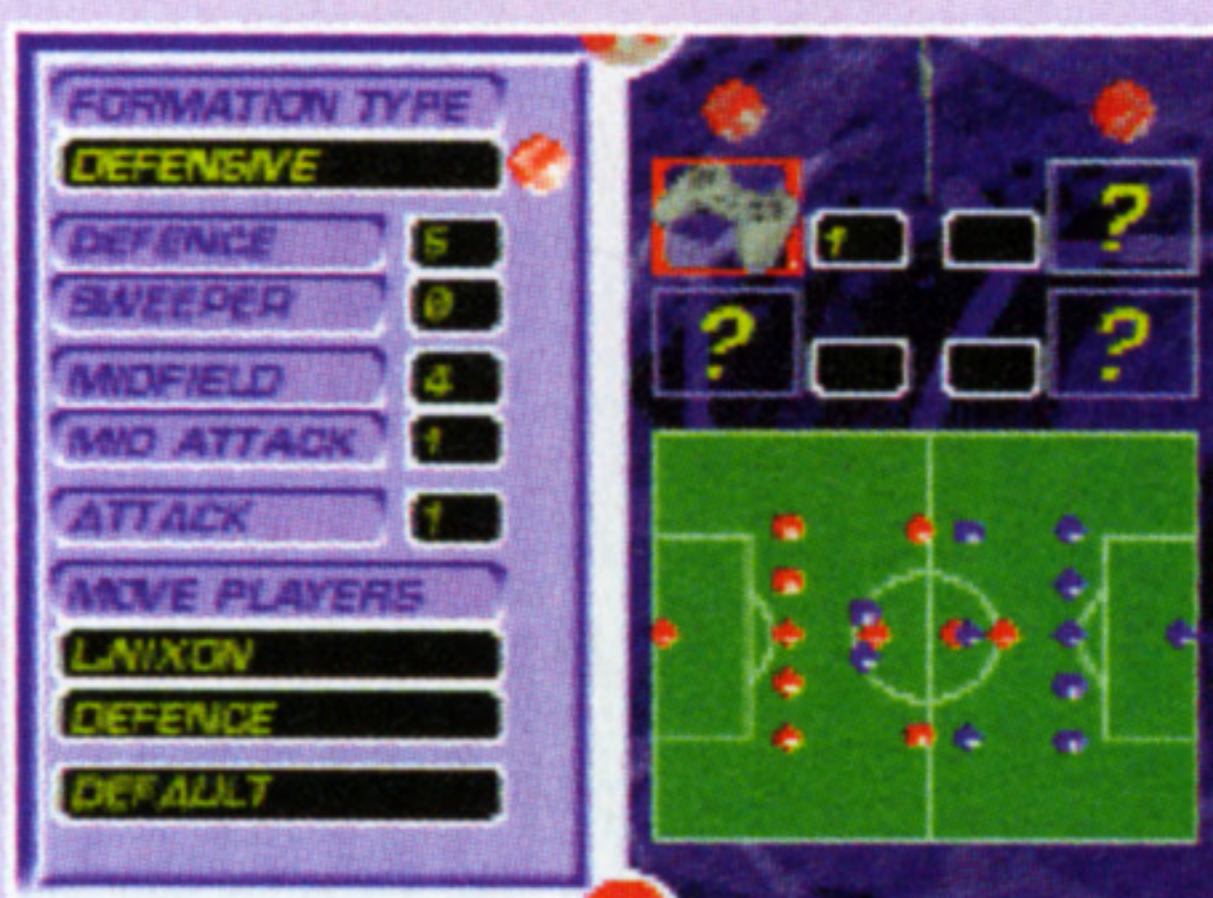 FORMATION TYPE
DEFENSIVE
DEFENCE 5
SWEEPER 0
MIDFIELD 4
MID ATTACK 1
ATTACK 1
MOVE PLAYERS
L.NIXON
DEFENCE
DEFAULT
1
?
?
?